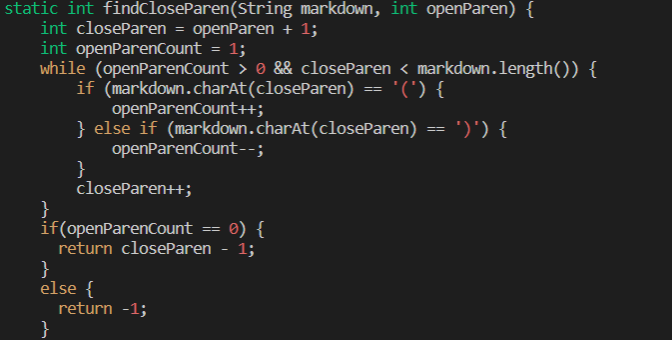 static int findCloseParen(String markdown, int openParen) {
    int closeParen = openParen + 1;
    int openParenCount = 1;
    while (openParenCount > 0 && closeParen < markdown.length()) {
        if (markdown.charAt(closeParen) == '(') {
            openParenCount++;
        } else if (markdown.charAt(closeParen) == ')') {
            openParenCount--;
        }
        closeParen++;
    }
    if(openParenCount == 0) {
      return closeParen - 1;
    }
    else {
      return -1;
    }